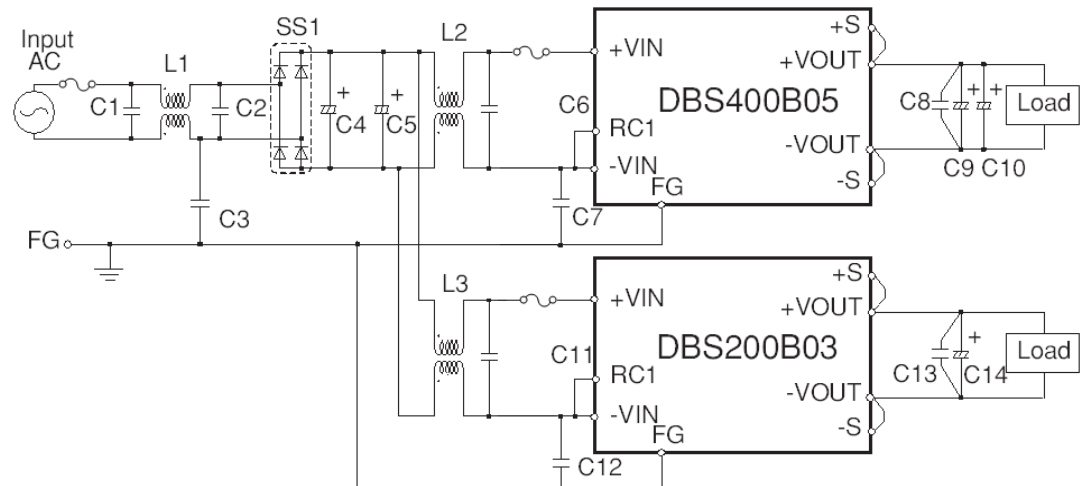 Input
AC
L1
C1
C2
C3
FG
SS1
C4
C5
+
+
L2
C6
C7
+VIN
RC1
-VIN
FG
DBS400B05
+S
+VOUT
-VOUT
-S
C8
C9
C10
+
+
Load
L3
C11
C12
+VIN
RC1
-VIN
FG
DBS200B03
+S
+VOUT
-VOUT
-S
C13
C14
+
Load